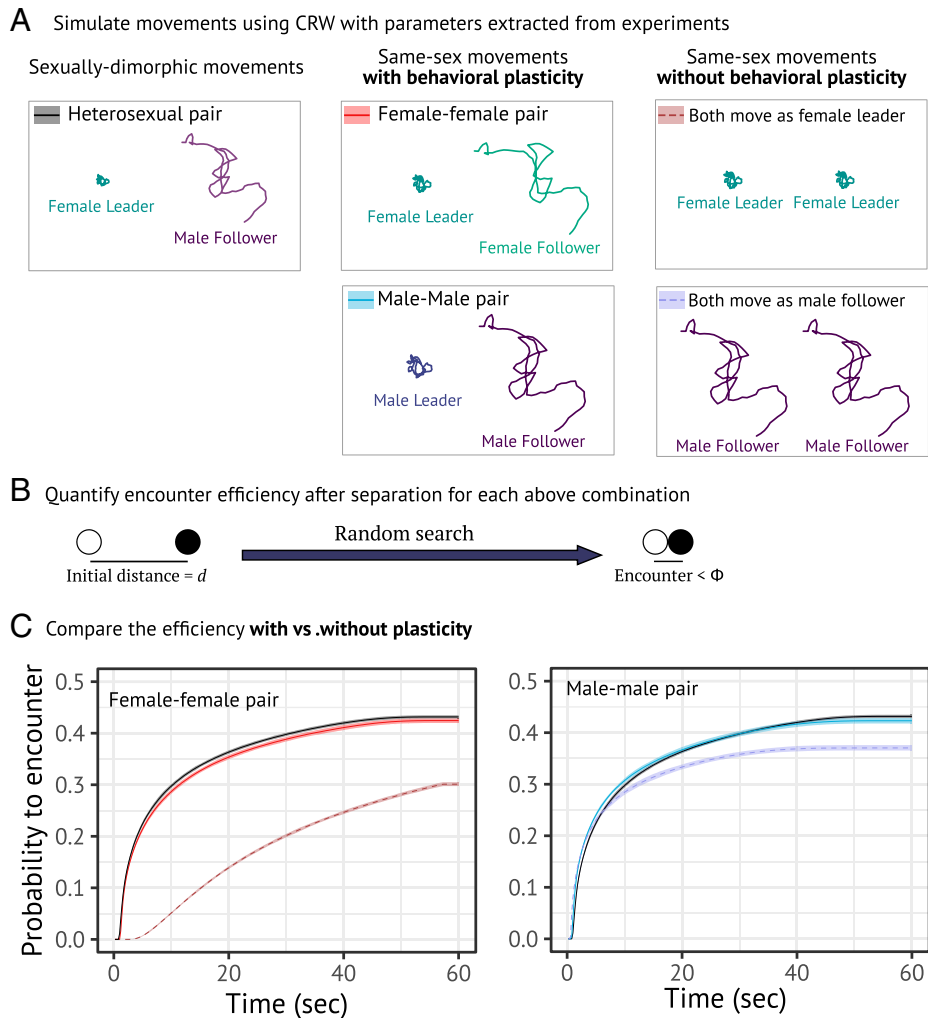 A Simulate movements using CRW with parameters extracted from experiments
Sexually-dimorphic movements
Same-sex movements
with behavioral plasticity
Same-sex movements
without behavioral plasticity
Heterosexual pair
Female Leader
Male Follower
Female-female pair
Female Leader
Female Follower
Both move as female leader
Female Leader
Female Leader
Male-Male pair
Male Leader
Male Follower
Both move as male follower
Male Follower
Male Follower
B Quantify encounter efficiency after separation for each above combination
Random search
Initial distance = d
Encounter < Φ
C Compare the efficiency with vs .without plasticity
Probability to encounter
Female-female pair
0.5
0.4
0.3
0.2
0.1
0.0
0 20 40 60
Time (sec)
Male-male pair
0.5
0.4
0.3
0.2
0.1
0.0
0 20 40 60
Time (sec)